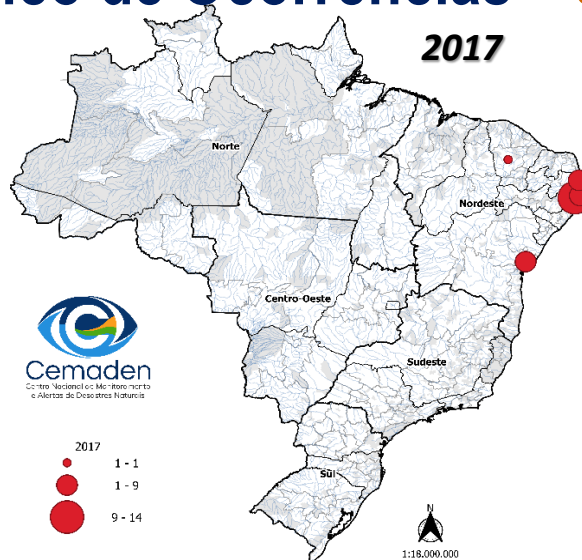 2017
Norte
Nordeste
Centro-Oeste
Sudeste
Sul
Cemaden
Centro Nacional de Monitoramento
e Alertas de Desastres Naturais
2017
1 - 1
1 - 9
9 - 14
N
1:18.000.000